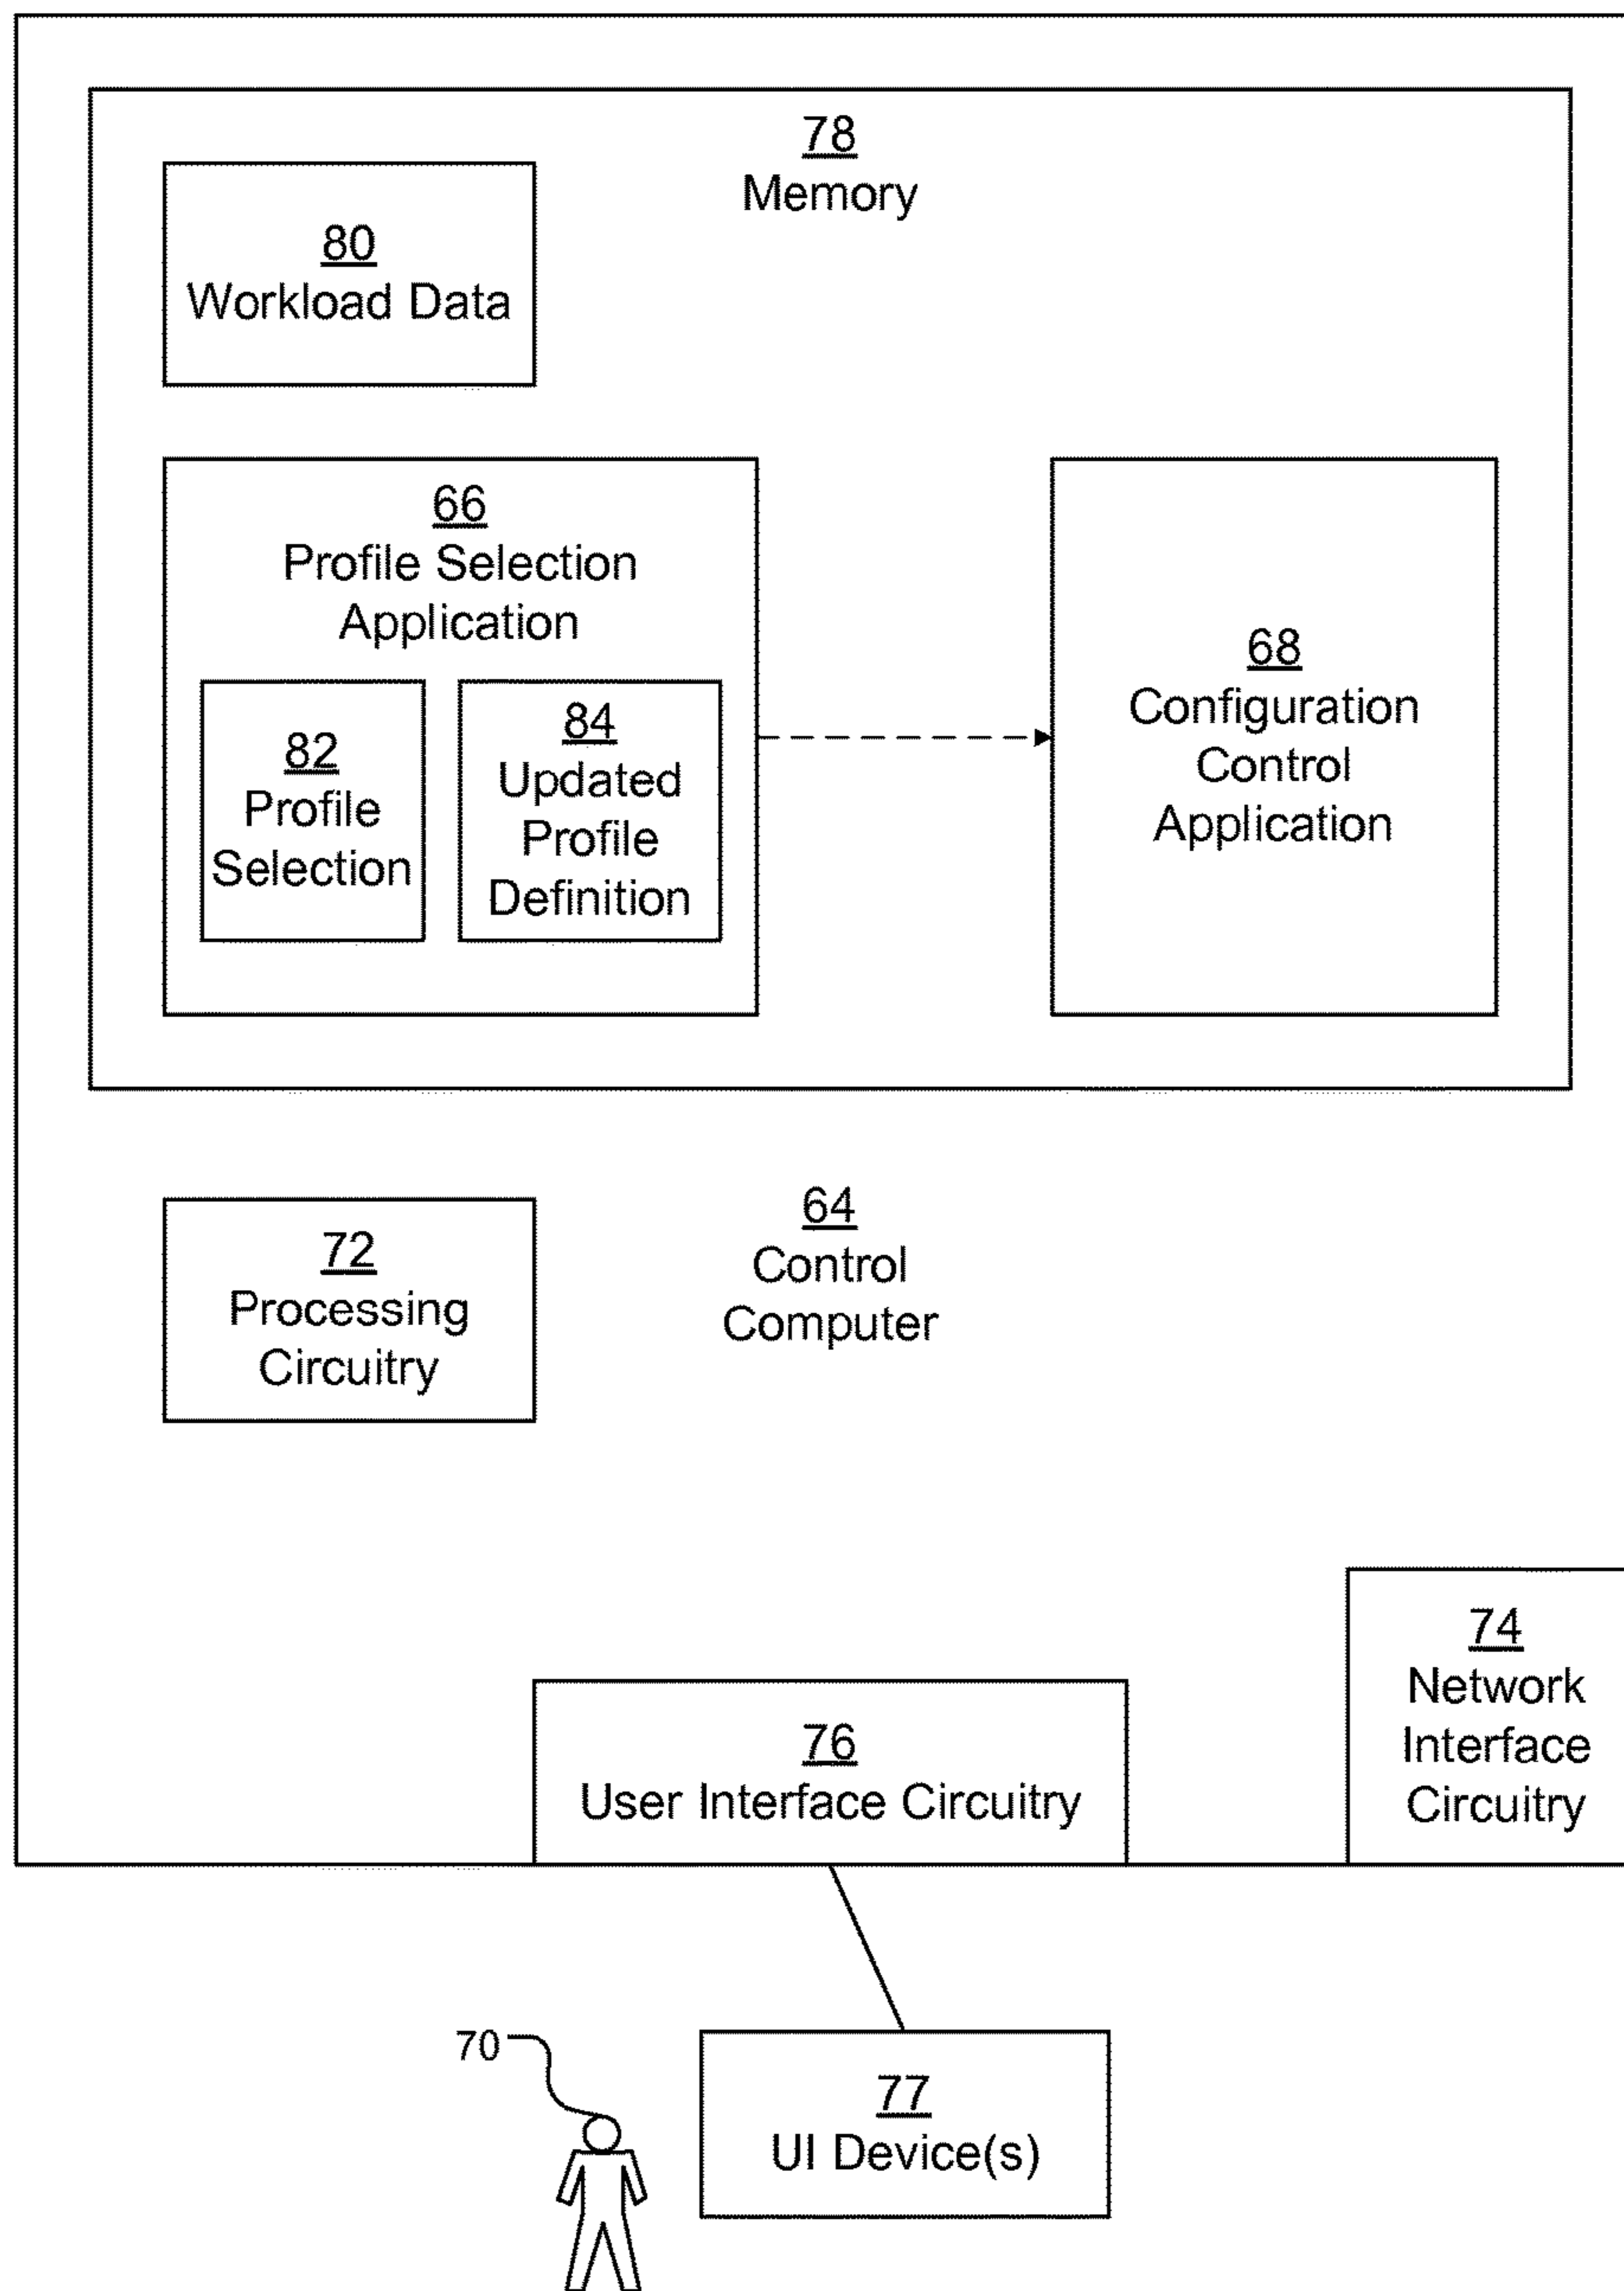 78
Memory
80
Workload Data
66
Profile Selection
Application
82
Profile
Selection
84
Updated
Profile
Definition
68
Configuration
Control
Application
72
Processing
Circuitry
64
Control
Computer
76
User Interface Circuitry
74
Network
Interface
Circuitry
70
77
UI Device(s)